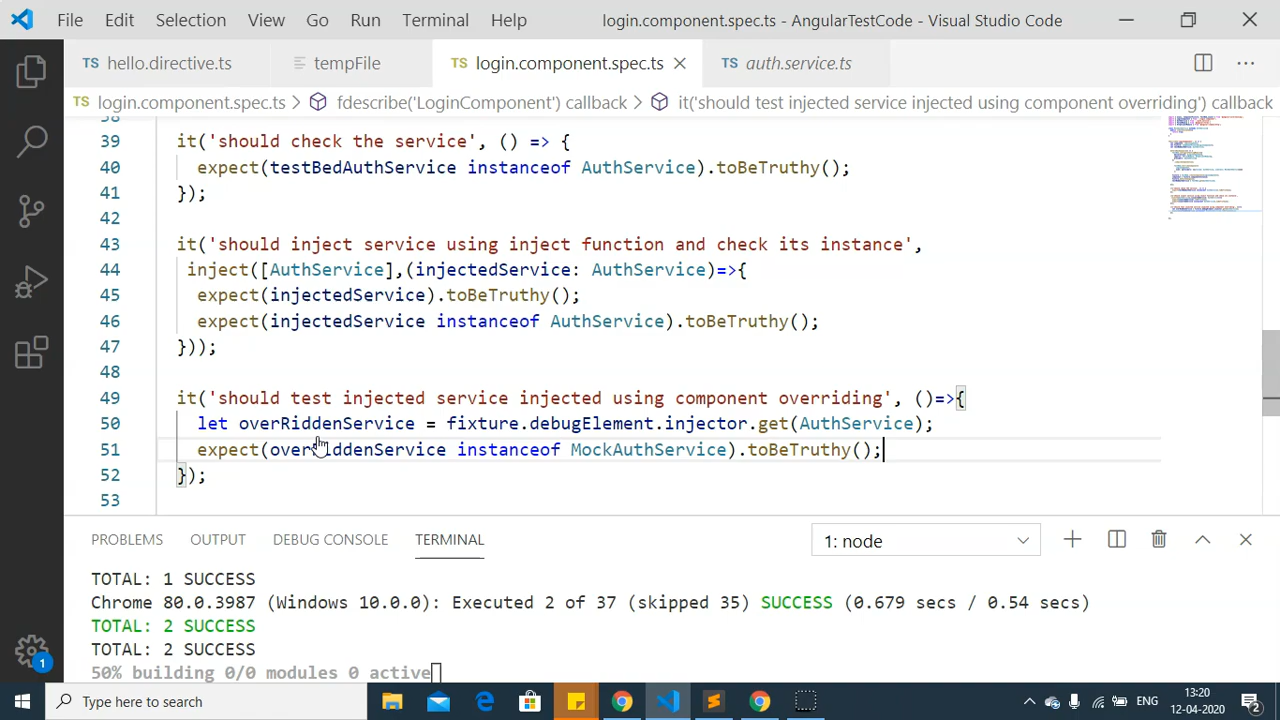 File Edit Selection View Go Run Terminal Help login.component.spec.ts - AngularTestCode - Visual Studio Code
TS hello.directive.ts tempFile TS login.component.spec.ts TS auth.service.ts
TS login.component.spec.ts > fdescribe('LoginComponent') callback > it('should test injected service injected using component overriding') callback
38
39 it('should check the service', () => {
40 expect(testBedAuthService instanceof AuthService).toBeTruthy();
41 });
42
43 it('should inject service using inject function and check its instance',
44 inject([AuthService],(injectedService: AuthService)=>{
45 expect(injectedService).toBeTruthy();
46 expect(injectedService instanceof AuthService).toBeTruthy();
47 }));
48
49 it('should test injected service injected using component overriding', ()=>{
50 let overRiddenService = fixture.debugElement.injector.get(AuthService);
51 expect(overRiddenService instanceof MockAuthService).toBeTruthy();
52 });
53
PROBLEMS OUTPUT DEBUG CONSOLE TERMINAL 1: node
TOTAL: 1 SUCCESS
Chrome 80.0.3987 (Windows 10.0.0): Executed 2 of 37 (skipped 35) SUCCESS (0.679 secs / 0.54 secs)
TOTAL: 2 SUCCESS
TOTAL: 2 SUCCESS
50% building 0/0 modules 0 active
1
Type here to search
ENG
13:20
12-04-2020
2